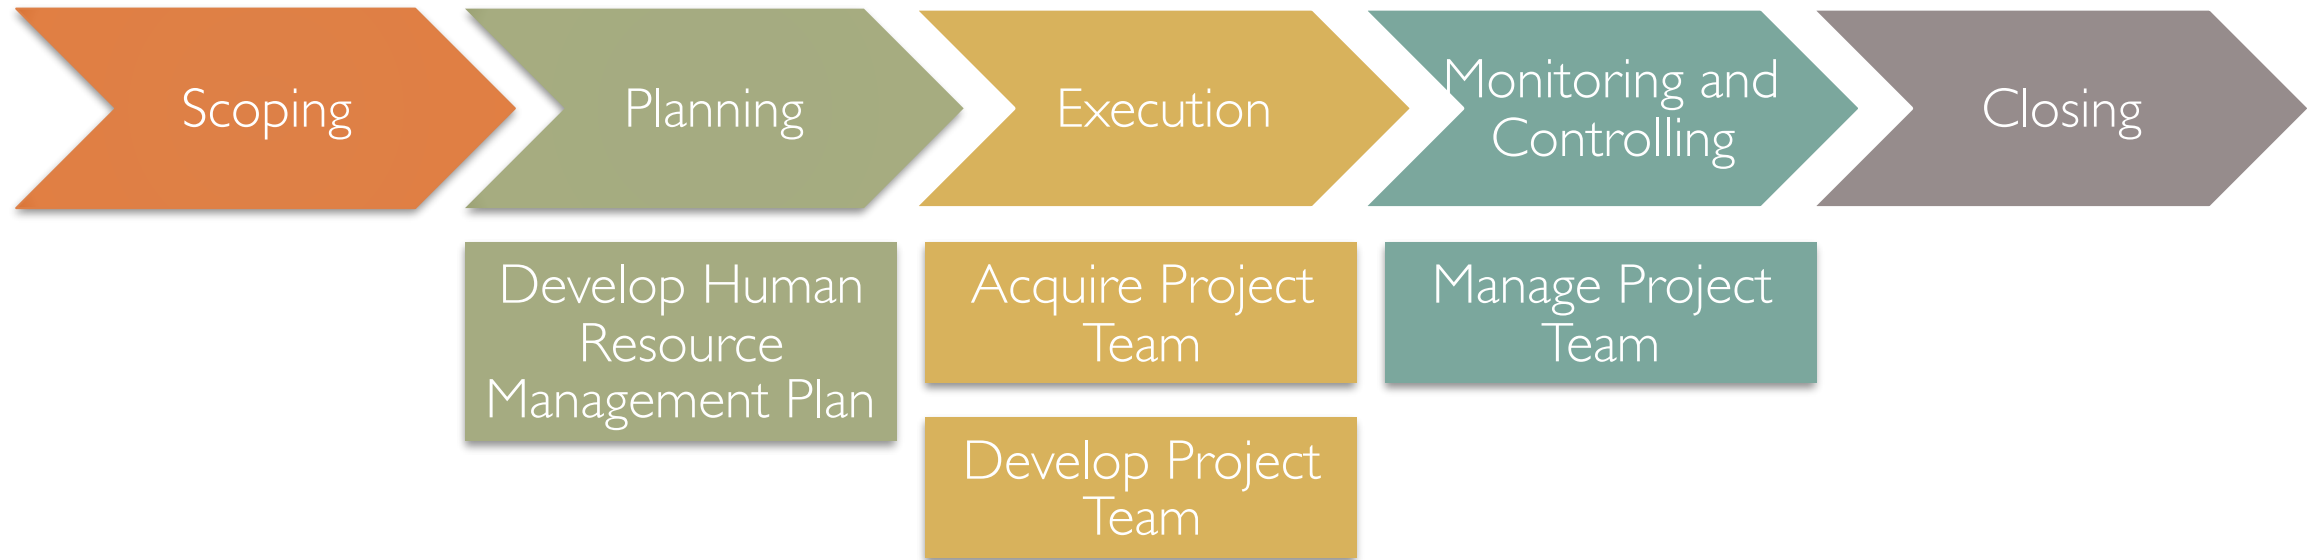 Scoping
Planning
Execution
Monitoring and
Controlling
Closing
Develop Human
Resource
Management Plan
Acquire Project
Team
Develop Project
Team
Manage Project
Team